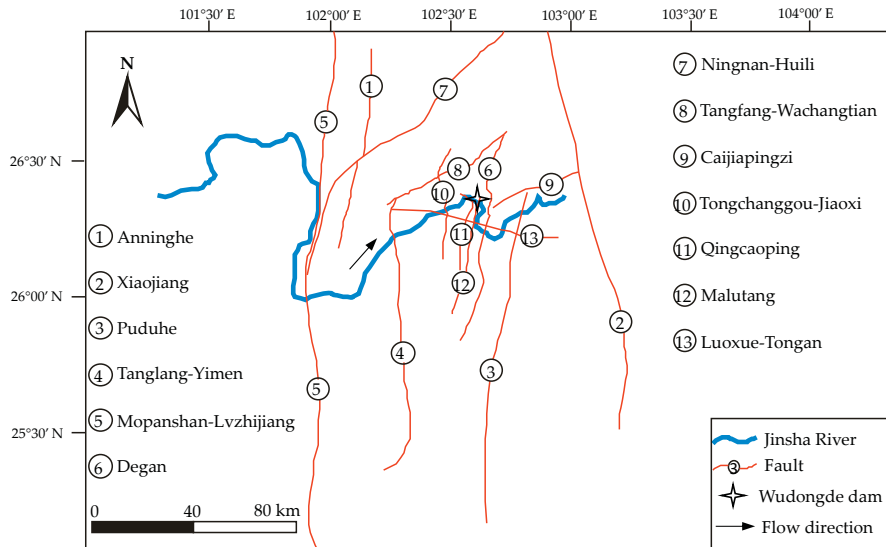 101°30′ E
102°00′ E
102°30′ E
103°00′ E
103°30′ E
104°00′ E
N
26°30′ N
26°00′ N
25°30′ N
1
7
5
8
6
10
9
11
13
12
2
4
3
5
1 Anninghe
2 Xiaojiang
3 Puduhe
4 Tanglang-Yimen
5 Mopanshan-Lvzhijiang
6 Degan
7 Ningnan-Huili
8 Tangfang-Wachangtian
9 Caijiapingzi
10 Tongchanggou-Jiaoxi
11 Qingcaoping
12 Malutang
13 Luoxue-Tongan
0 40 80 km
Jinsha River
3 Fault
Wudongde dam
Flow direction